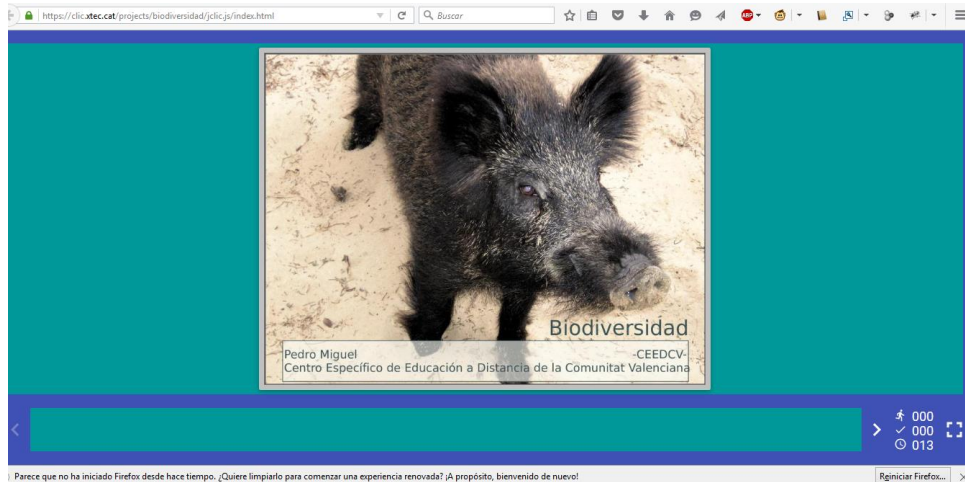 https://clic.xtec.cat/projects/biodiversidad/jclic.js/index.html
Buscar
ABP
Biodiversidad
Pedro Miguel -CEEDCV-
Centro Específico de Educación a Distancia de la Comunitat Valenciana
000
000
013
Parece que no ha iniciado Firefox desde hace tiempo. ¿Quiere limpiarlo para comenzar una experiencia renovada? ¡A propósito, bienvenido de nuevo!
Reiniciar Firefox...